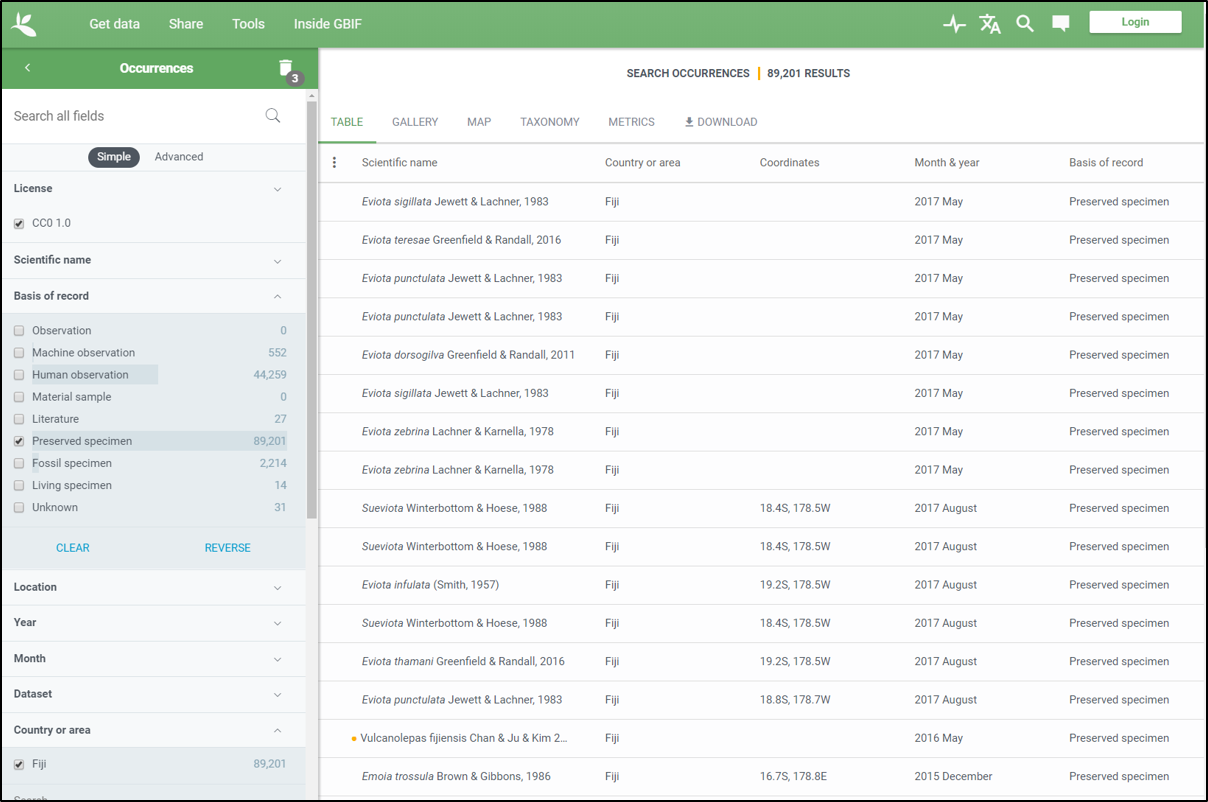 Get data Share Tools Inside GBIF Login
Occurrences 3
Search all fields
Simple Advanced
License
CC0 1.0
Scientific name
Basis of record
Observation 0
Machine observation 552
Human observation 44,259
Material sample 0
Literature 27
Preserved specimen 89,201
Fossil specimen 2,214
Living specimen 14
Unknown 31
CLEAR REVERSE
Location
Year
Month
Dataset
Country or area
Fiji 89,201
Search
SEARCH OCCURRENCES | 89,201 RESULTS
TABLE GALLERY MAP TAXONOMY METRICS DOWNLOAD
Scientific name Country or area Coordinates Month & year Basis of record
Eviota sigillata Jewett & Lachner, 1983 Fiji 2017 May Preserved specimen
Eviota teresae Greenfield & Randall, 2016 Fiji 2017 May Preserved specimen
Eviota punctulata Jewett & Lachner, 1983 Fiji 2017 May Preserved specimen
Eviota punctulata Jewett & Lachner, 1983 Fiji 2017 May Preserved specimen
Eviota dorsogilva Greenfield & Randall, 2011 Fiji 2017 May Preserved specimen
Eviota sigillata Jewett & Lachner, 1983 Fiji 2017 May Preserved specimen
Eviota zebrina Lachner & Karnella, 1978 Fiji 2017 May Preserved specimen
Eviota zebrina Lachner & Karnella, 1978 Fiji 2017 May Preserved specimen
Sueviota Winterbottom & Hoese, 1988 Fiji 18.4S, 178.5W 2017 August Preserved specimen
Sueviota Winterbottom & Hoese, 1988 Fiji 18.4S, 178.5W 2017 August Preserved specimen
Eviota infulata (Smith, 1957) Fiji 19.2S, 178.5W 2017 August Preserved specimen
Sueviota Winterbottom & Hoese, 1988 Fiji 18.4S, 178.5W 2017 August Preserved specimen
Eviota thamani Greenfield & Randall, 2016 Fiji 19.2S, 178.5W 2017 August Preserved specimen
Eviota punctulata Jewett & Lachner, 1983 Fiji 18.8S, 178.7W 2017 August Preserved specimen
Vulcanolepas fijiensis Chan & Ju & Kim 2... Fiji 2016 May Preserved specimen
Emoia trossula Brown & Gibbons, 1986 Fiji 16.7S, 178.8E 2015 December Preserved specimen